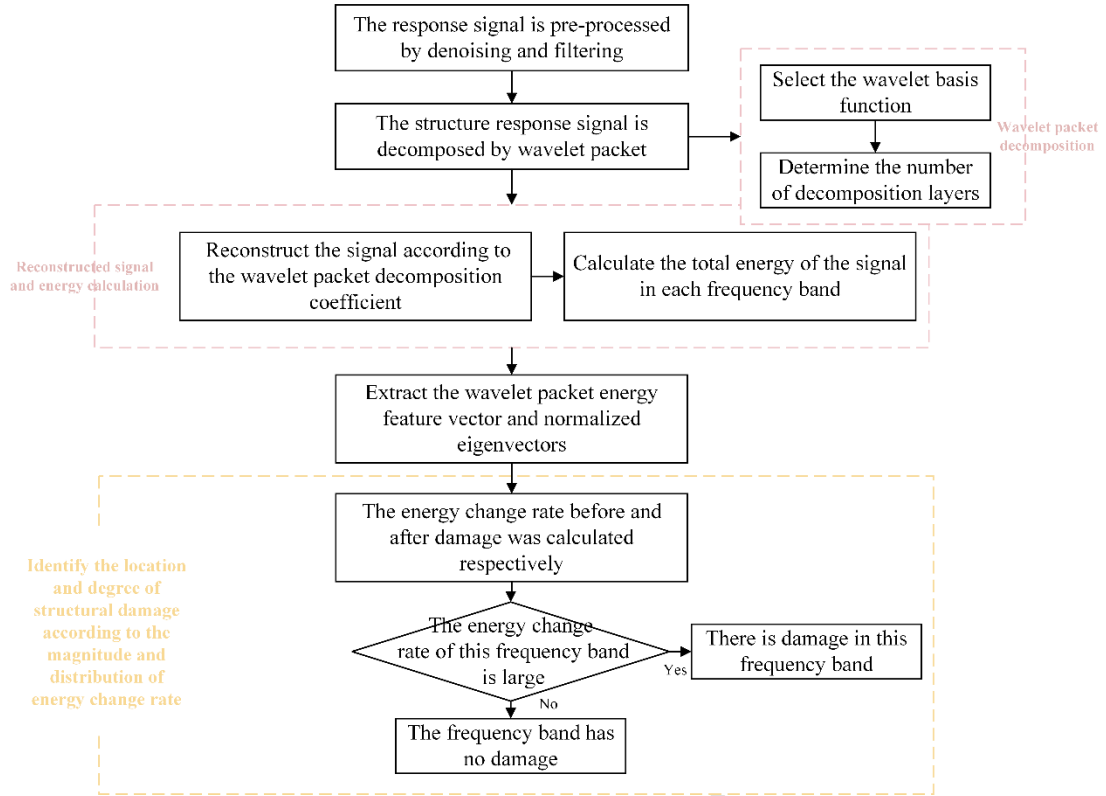 The response signal is pre-processed
by denoising and filtering
The structure response signal is
decomposed by wavelet packet
Select the wavelet basis
function
Determine the number
of decomposition layers
Wavelet packet
decomposition
Reconstructed signal
and energy calculation
Reconstruct the signal according to
the wavelet packet decomposition
coefficient
Calculate the total energy of the signal
in each frequency band
Extract the wavelet packet energy
feature vector and normalized
eigenvectors
Identify the location
and degree of
structural damage
according to the
magnitude and
distribution of
energy change rate
The energy change rate before and
after damage was calculated
respectively
The energy change
rate of this frequency band
is large
Yes
There is damage in this
frequency band
No
The frequency band has
no damage